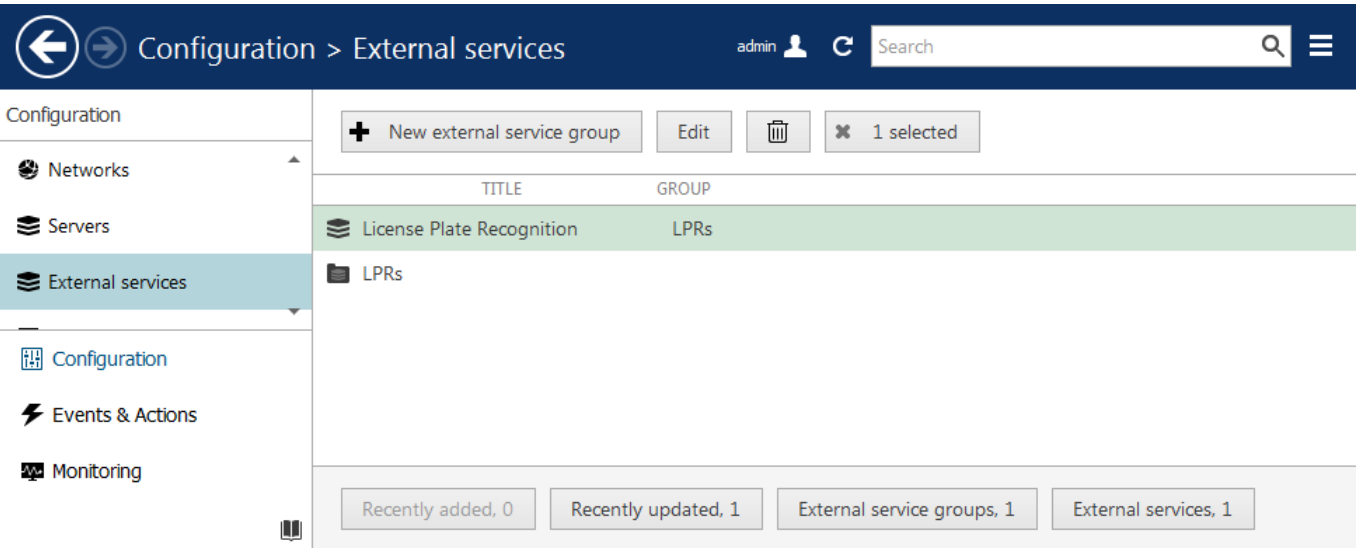 Configuration > External services
admin
Search
Configuration
Networks
Servers
External services
Configuration
Events & Actions
Monitoring
New external service group
Edit
1 selected
TITLE GROUP
License Plate Recognition LPRs
LPRs
Recently added, 0
Recently updated, 1
External service groups, 1
External services, 1